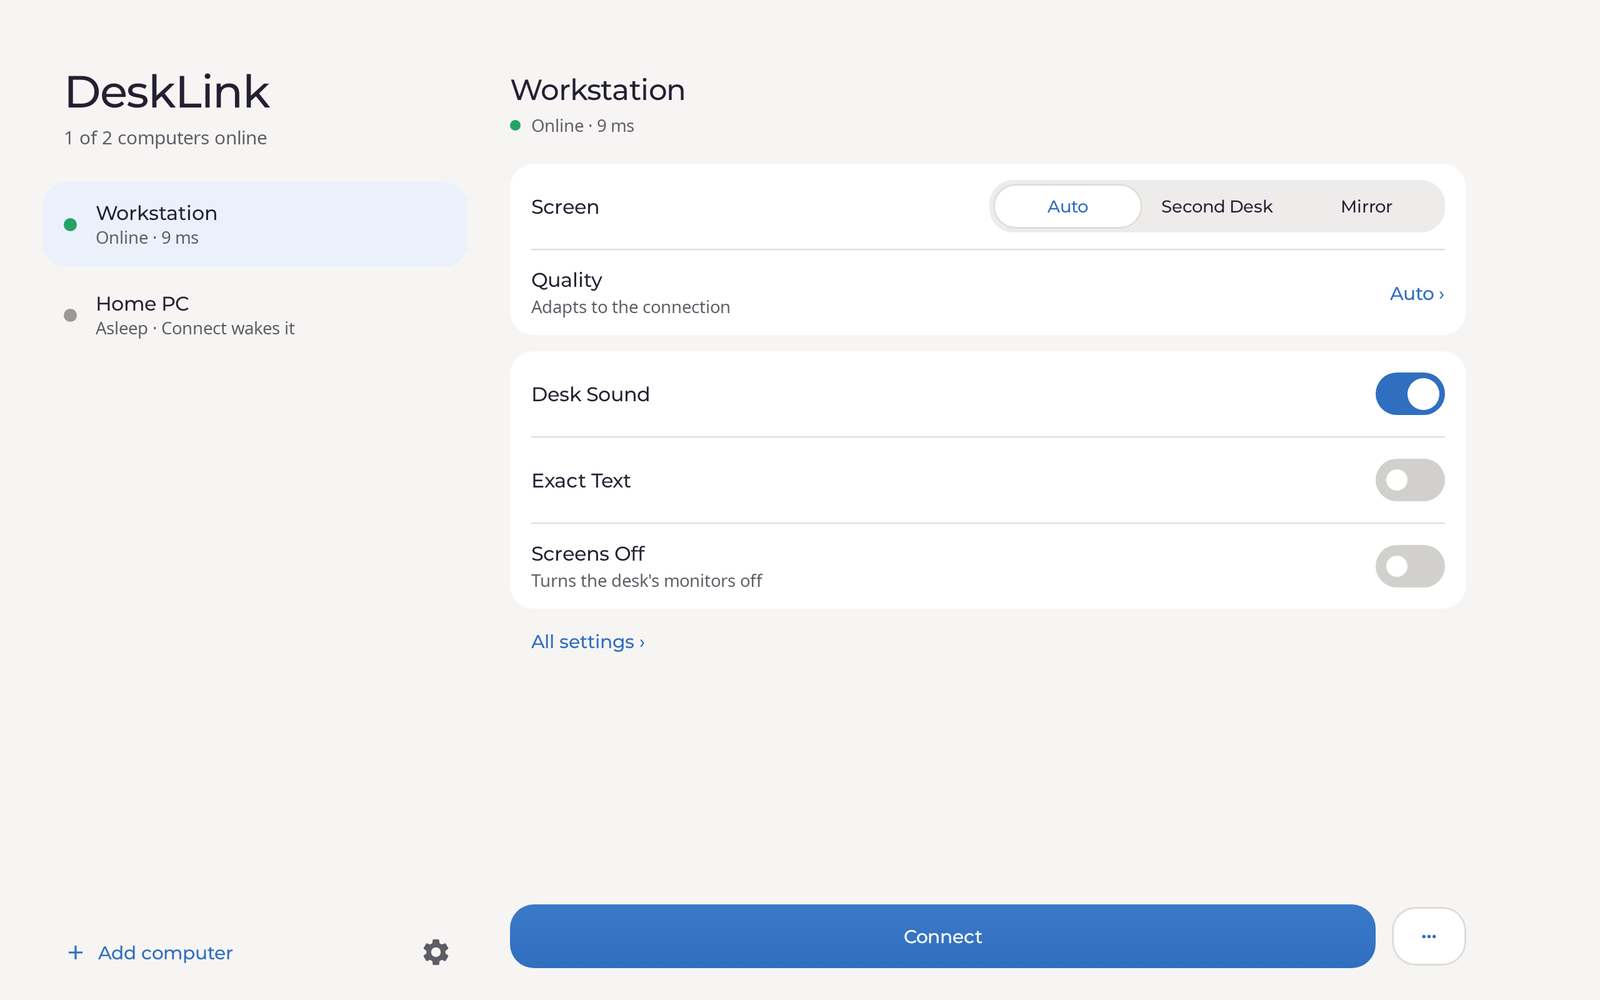 DeskLink
1 of 2 computers online
Workstation
Online · 9 ms
Home PC
Asleep · Connect wakes it
+ Add computer
Workstation
Online · 9 ms
Screen
Auto
Second Desk
Mirror
Quality
Adapts to the connection
Auto ›
Desk Sound
Exact Text
Screens Off
Turns the desk's monitors off
All settings ›
Connect
···